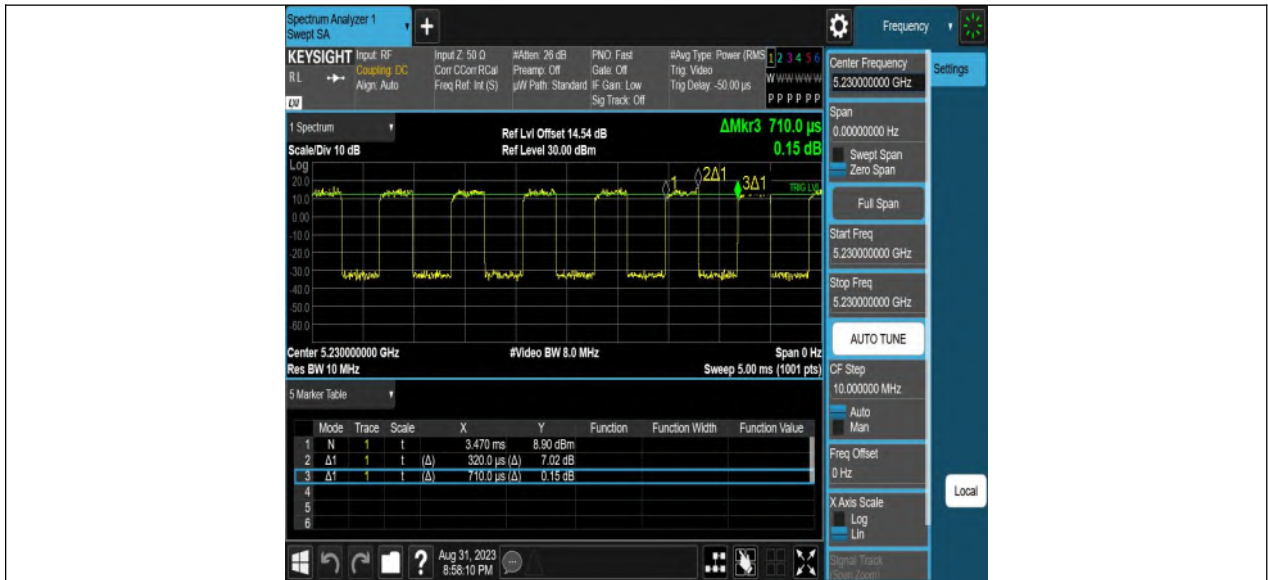 Spectrum Analyzer 1
Swept SA
+
Frequency
KEYSIGHT
RL
LXI
Input: RF
Coupling: DC
Align: Auto
Input Z: 50 Ω
Corr CCorr RCal
Freq Ref: Int (S)
#Atten: 26 dB
Preamp: Off
µW Path: Standard
PNO: Fast
Gate: Off
IF Gain: Low
Sig Track: Off
#Avg Type: Power (RMS
Trig: Video
Trig Delay: -50.00 µs
1 2 3 4 5 6
W W W W W W
P P P P P P
Center Frequency
5.230000000 GHz
Settings
Span
0.00000000 Hz
Swept Span
Zero Span
Full Span
Start Freq
5.230000000 GHz
Stop Freq
5.230000000 GHz
AUTO TUNE
CF Step
10.000000 MHz
Auto
Man
Freq Offset
0 Hz
X Axis Scale
Log
Lin
Signal Track
(Span Zoom)
Local
1 Spectrum
Scale/Div 10 dB
Ref Lvl Offset 14.54 dB
Ref Level 30.00 dBm
ΔMkr3 710.0 µs
0.15 dB
Log
20.0
10.0
0.00
-10.0
-20.0
-30.0
-40.0
-50.0
-60.0
1
2Δ1
3Δ1
TRIG LVL
Center 5.230000000 GHz
#Video BW 8.0 MHz
Span 0 Hz
Res BW 10 MHz
Sweep 5.00 ms (1001 pts)
5 Marker Table
Mode Trace Scale X Y Function Function Width Function Value
1 N 1 t 3.470 ms 8.90 dBm
2 Δ1 1 t (Δ) 320.0 µs (Δ) 7.02 dB
3 Δ1 1 t (Δ) 710.0 µs (Δ) 0.15 dB
4
5
6
?
Aug 31, 2023
8:58:10 PM